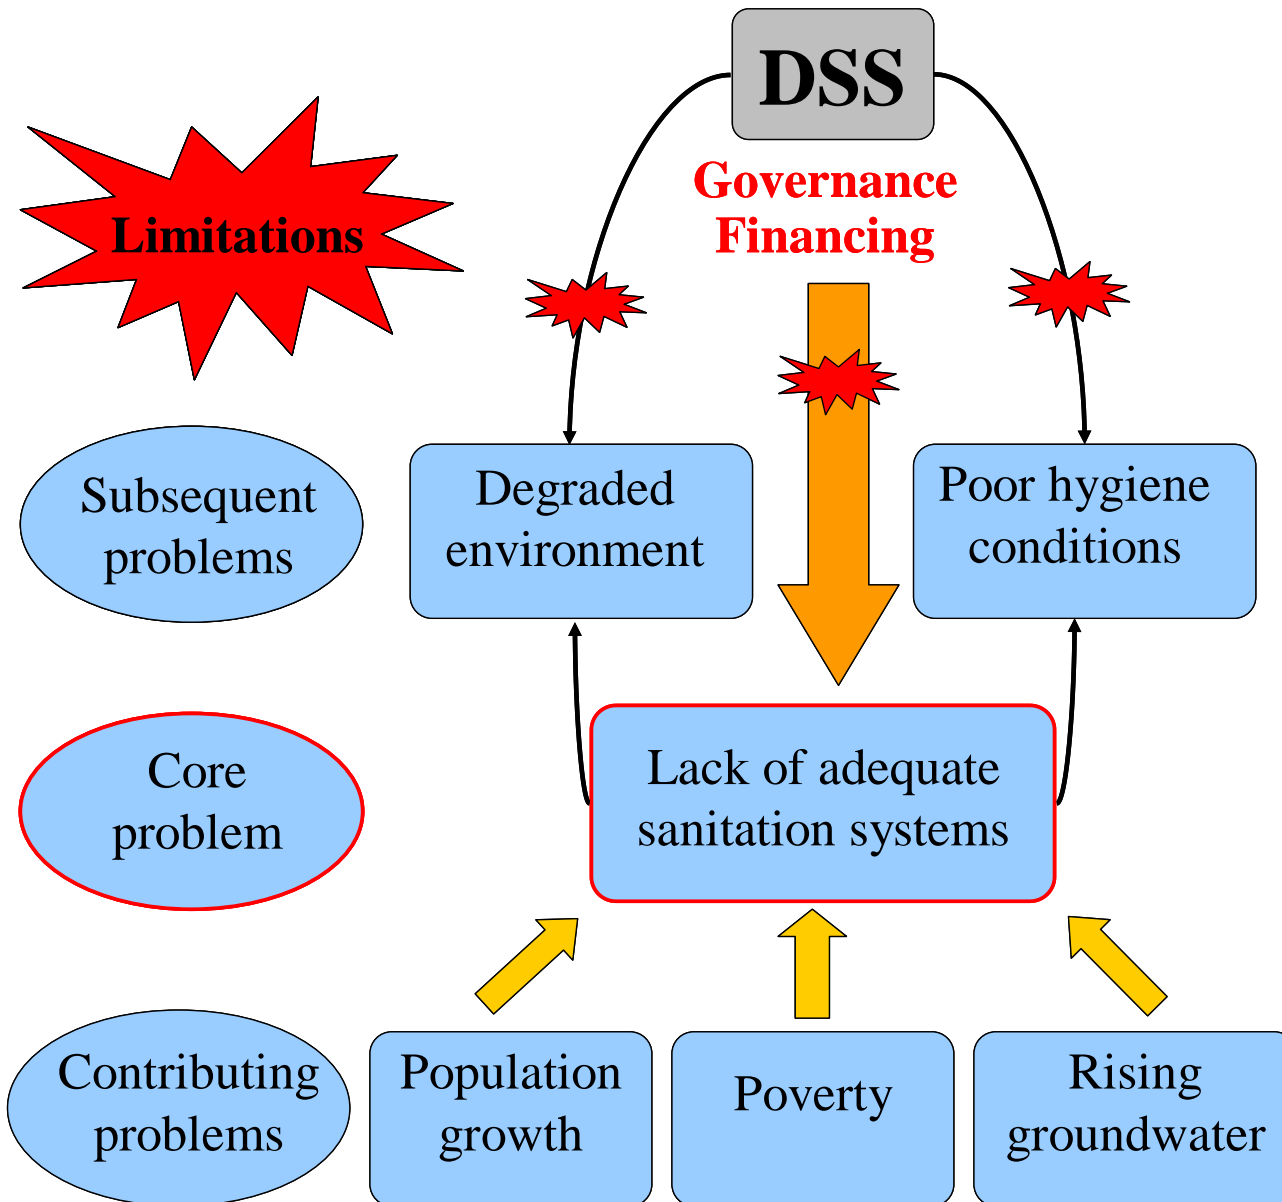 DSS
Governance
Financing
Limitations
Subsequent
problems
Degraded
environment
Poor hygiene
conditions
Core
problem
Lack of adequate
sanitation systems
Contributing
problems
Population
growth
Poverty
Rising
groundwater